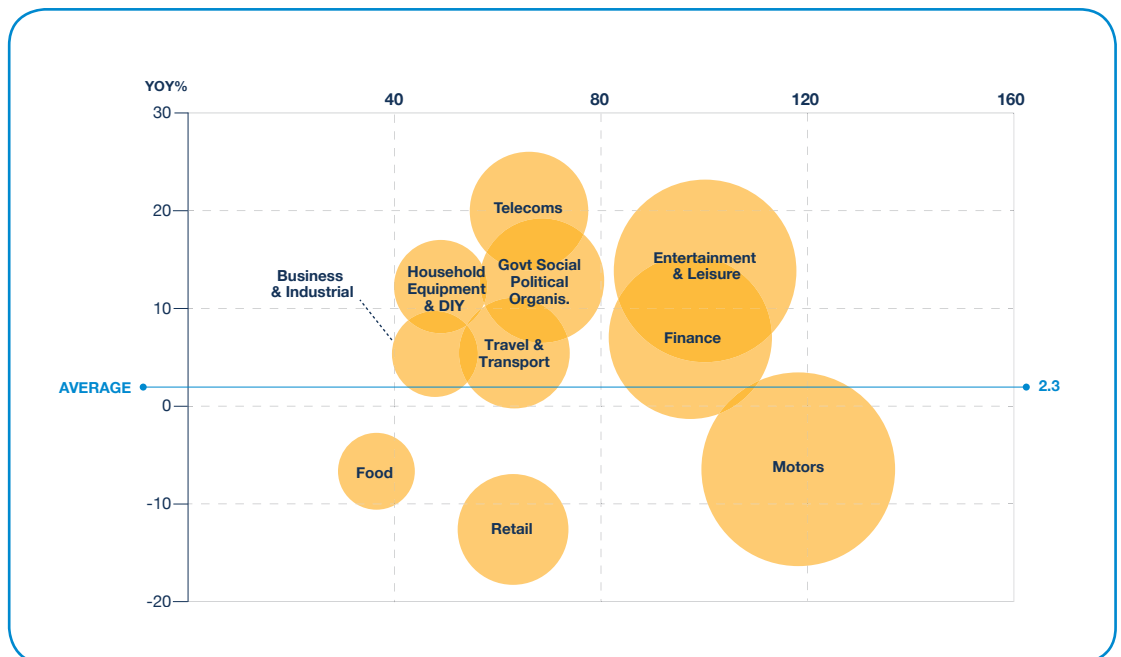 YOY%
40
80
120
160
30
20
10
0
-10
-20
Telecoms
Entertainment
& Leisure
Govt Social
Political
Organis.
Household
Equipment
& DIY
Business
& Industrial
Finance
Travel &
Transport
AVERAGE
2.3
Motors
Food
Retail